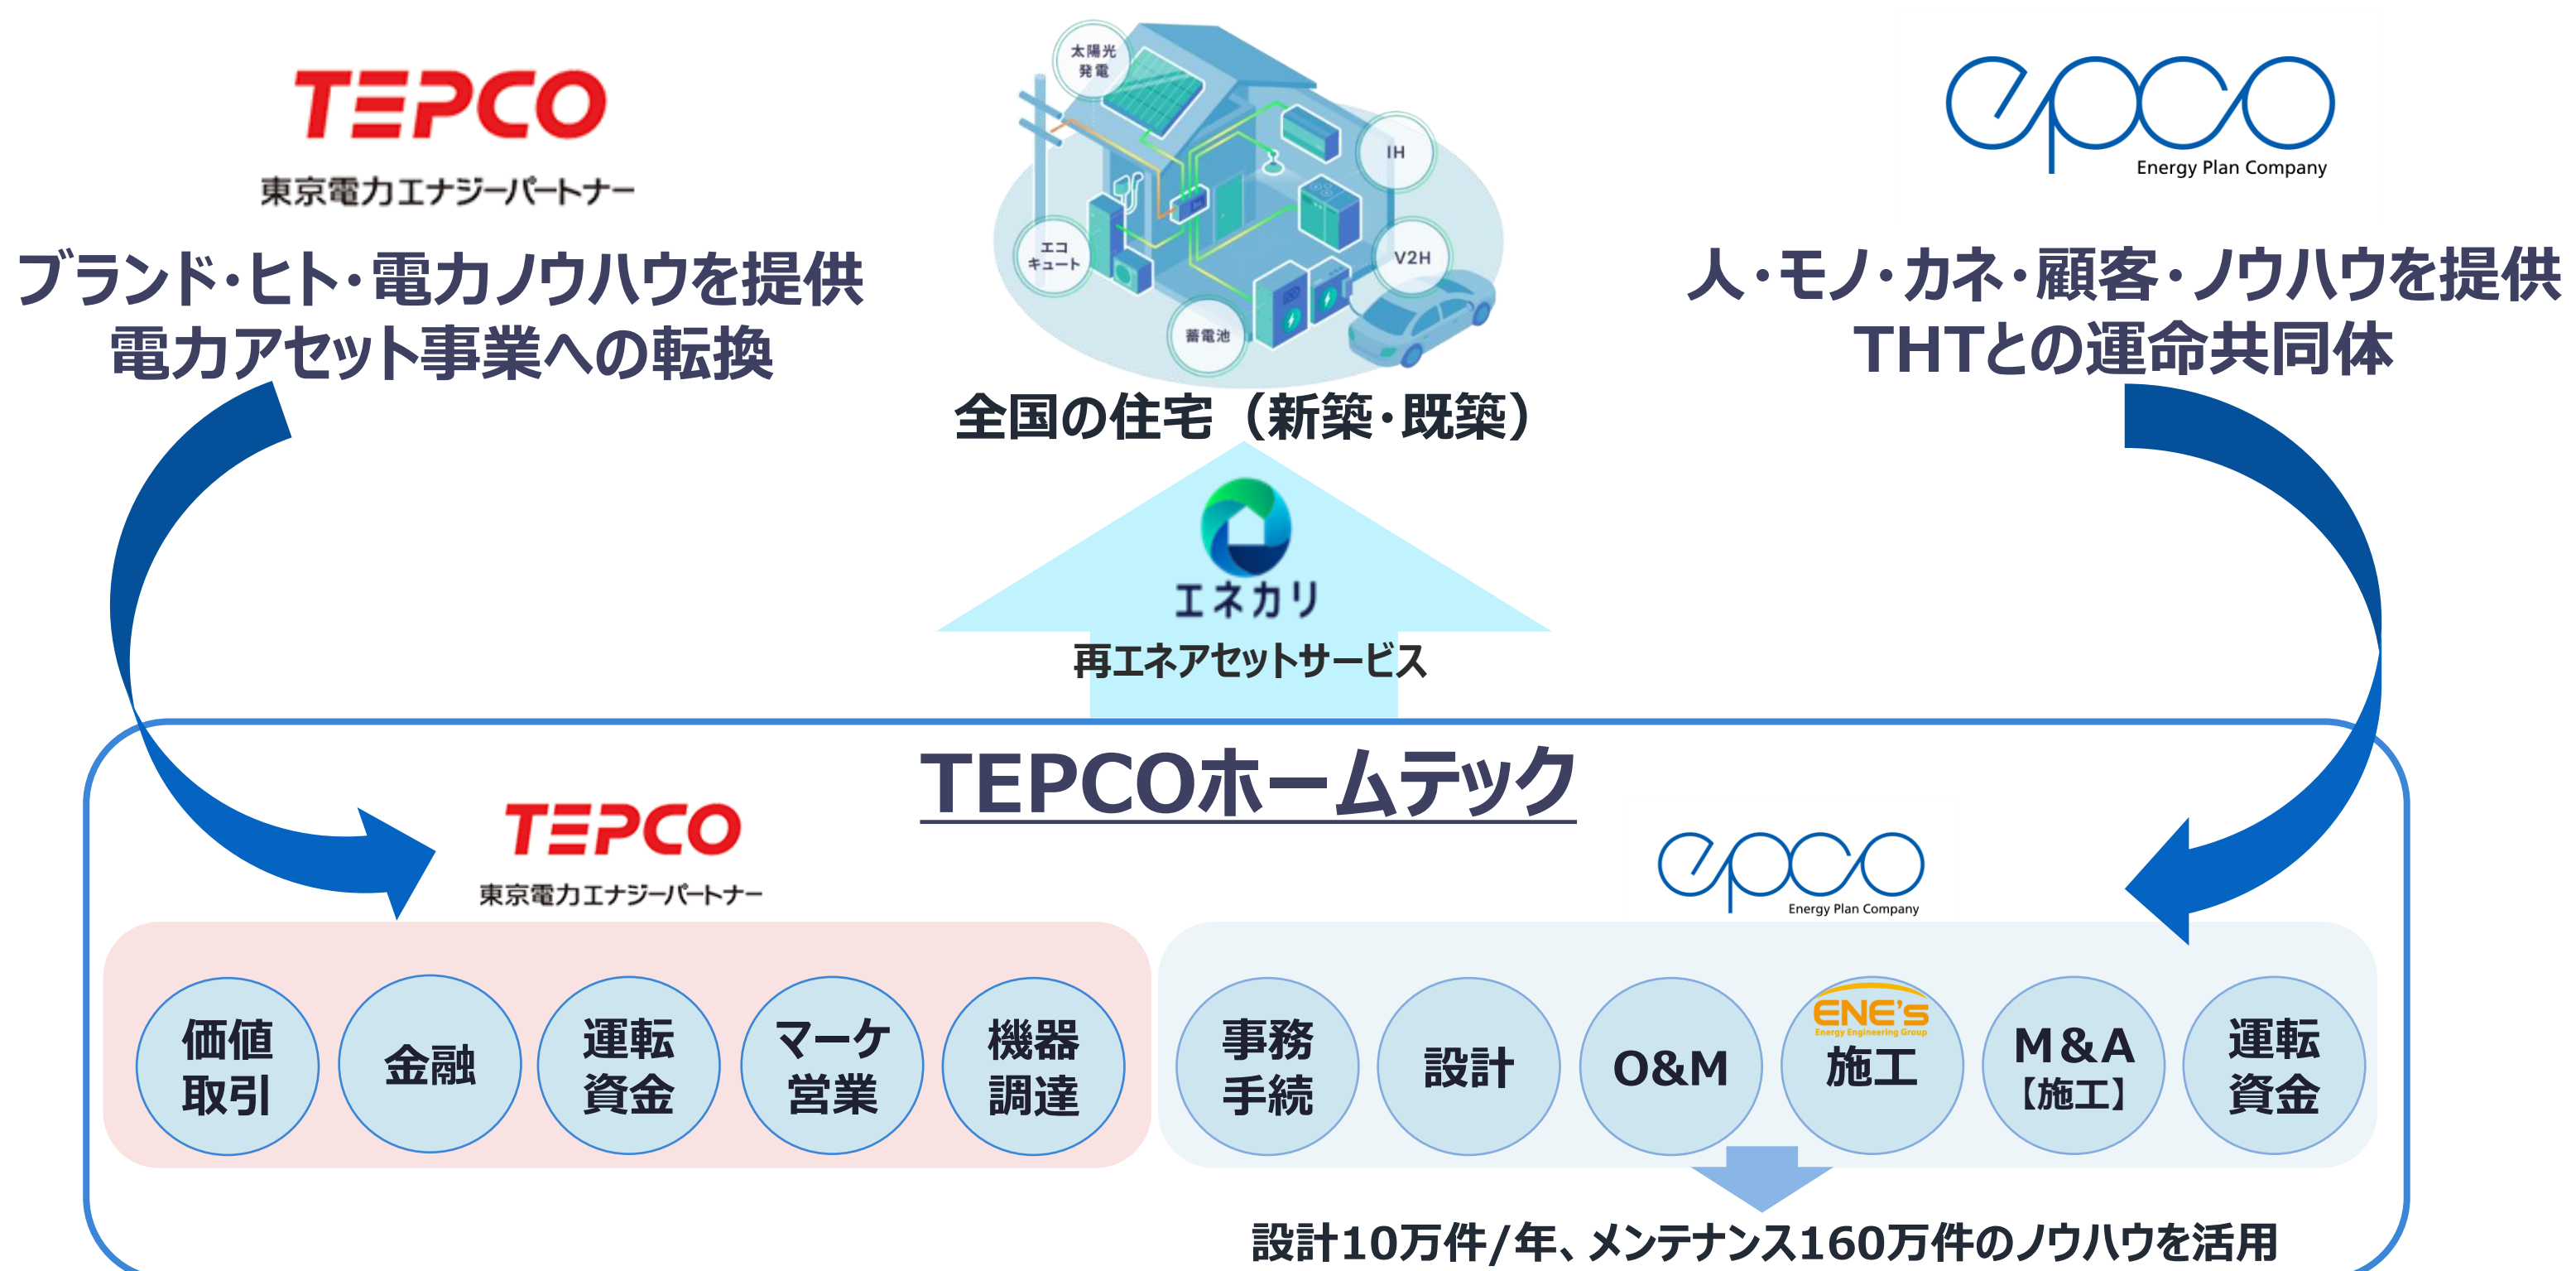 TEPCO
東京電力エナジーパートナー
ブランド・ヒト・電力ノウハウを提供
電力アセット事業への転換
太陽光
発電
IH
エコ
キュート
V2H
蓄電池
全国の住宅（新築・既築）
epco
Energy Plan Company
人・モノ・カネ・顧客・ノウハウを提供
THTとの運命共同体
エネカリ
再エネアセットサービス
TEPCOホームテック
TEPCO
東京電力エナジーパートナー
epco
Energy Plan Company
価値
取引
金融
運転
資金
マーケ
営業
機器
調達
事務
手続
設計
O&M
ENE's
Energy Engineering Group
施工
M＆A
【施工】
運転
資金
設計10万件/年、メンテナンス160万件のノウハウを活用